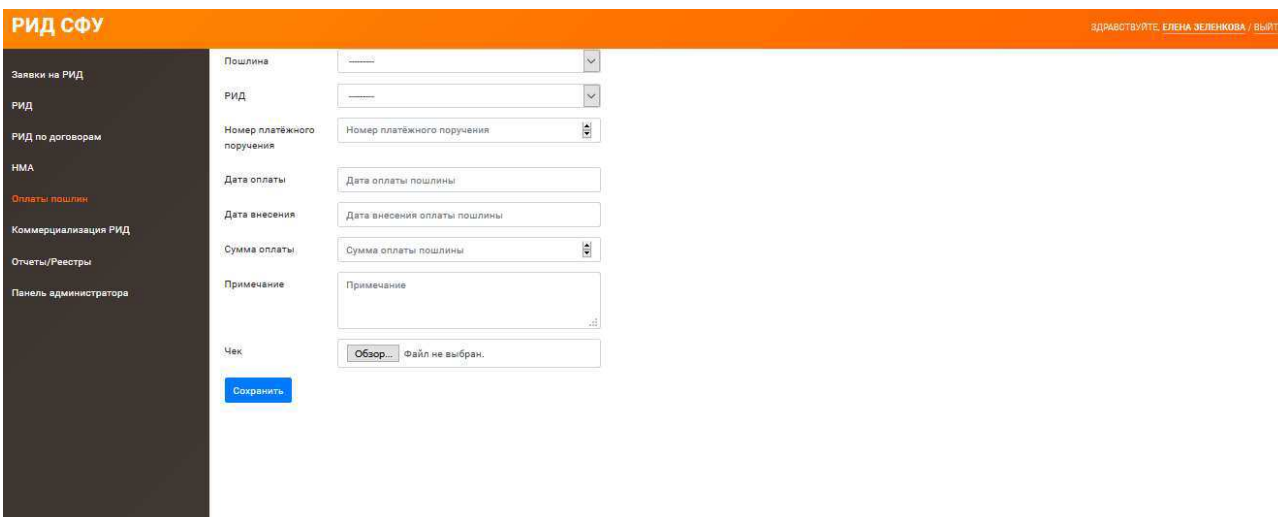 РИД СФУ
ЗДРАВСТВУЙТЕ, ЕЛЕНА ЗЕЛЕНКОВА / ВЫЙТ
Заявки на РИД
РИД
РИД по договорам
НМА
Оплаты пошлин
Коммерциализация РИД
Отчеты/Реестры
Панель администратора
Пошлина
---------
РИД
---------
Номер платёжного
поручения
Номер платёжного поручения
Дата оплаты
Дата оплаты пошлины
Дата внесения
Дата внесения оплаты пошлины
Сумма оплаты
Сумма оплаты пошлины
Примечание
Примечание
Чек
Обзор... Файл не выбран.
Сохранить